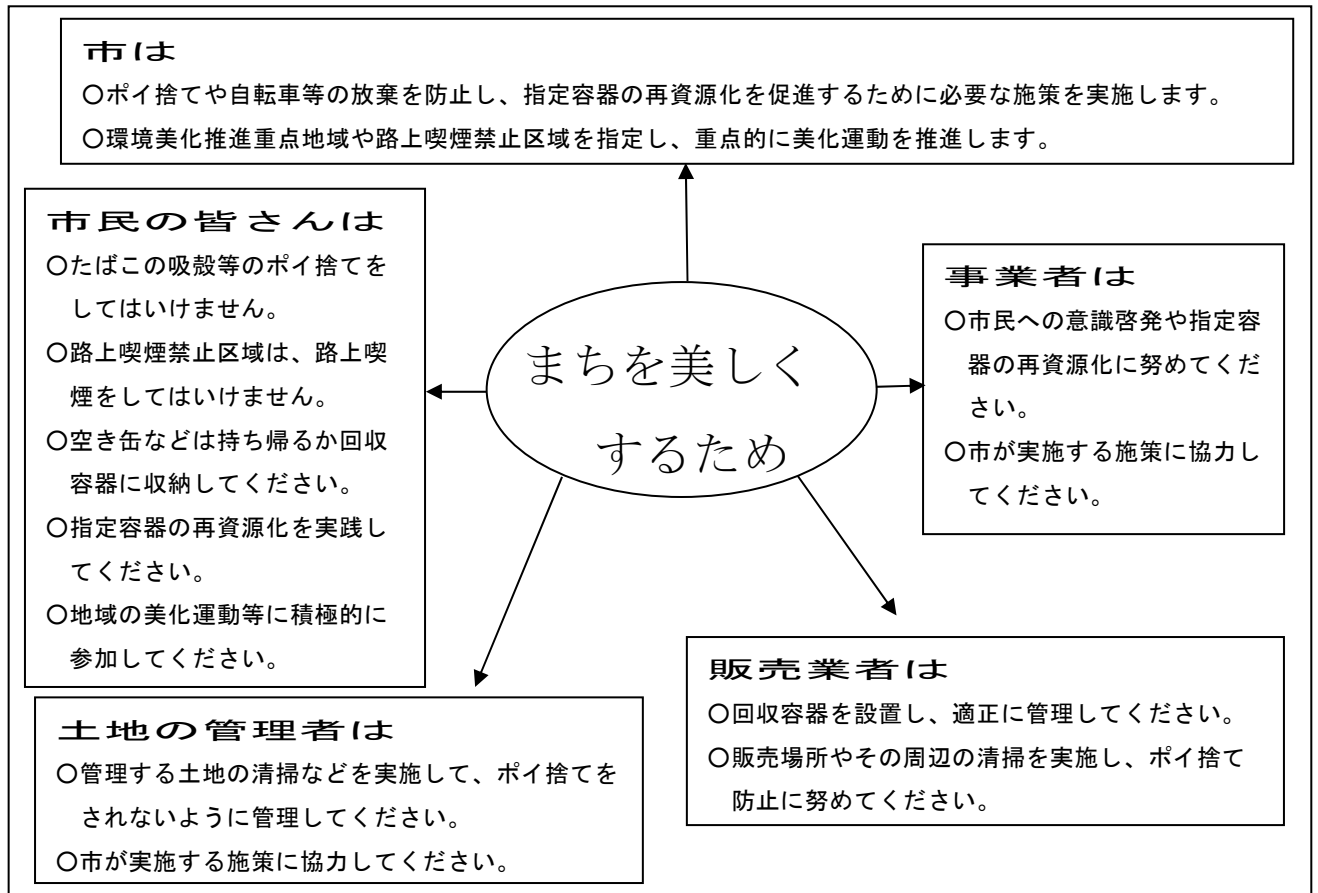 市は
〇ポイ捨てや自転車等の放棄を防止し、指定容器の再資源化を促進するために必要な施策を実施します。
〇環境美化推進重点地域や路上喫煙禁止区域を指定し、重点的に美化運動を推進します。
市民の皆さんは
〇たばこの吸殻等のポイ捨てを
してはいけません。
〇路上喫煙禁止区域は、路上喫
煙をしてはいけません。
〇空き缶などは持ち帰るか回収
容器に収納してください。
〇指定容器の再資源化を実践し
てください。
〇地域の美化運動等に積極的に
参加してください。
まちを美しく
するため
事業者は
〇市民への意識啓発や指定容
器の再資源化に努めてくだ
さい。
〇市が実施する施策に協力し
てください。
土地の管理者は
〇管理する土地の清掃などを実施して、ポイ捨てを
されないように管理してください。
〇市が実施する施策に協力してください。
販売業者は
〇回収容器を設置し、適正に管理してください。
〇販売場所やその周辺の清掃を実施し、ポイ捨て
防止に努めてください。